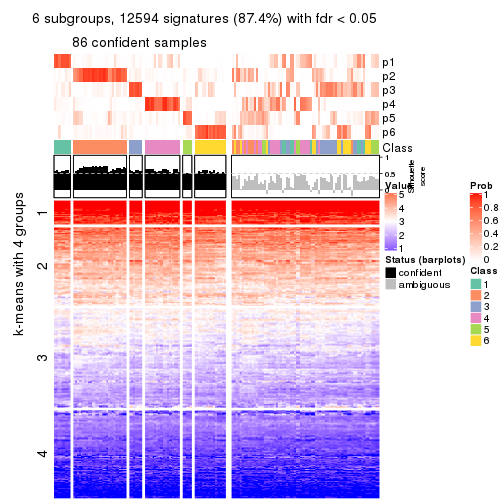 6 subgroups, 12594 signatures (87.4%) with fdr < 0.05
86 confident samples
p1
p2
p3
p4
p5
p6
Class
1
0.5
0
Silhouette
score
k-means with 4 groups
1
2
3
4
Value
5
4
3
2
1
Status (barplots)
confident
ambiguous
Prob
1
0.8
0.6
0.4
0.2
0
Class
1
2
3
4
5
6